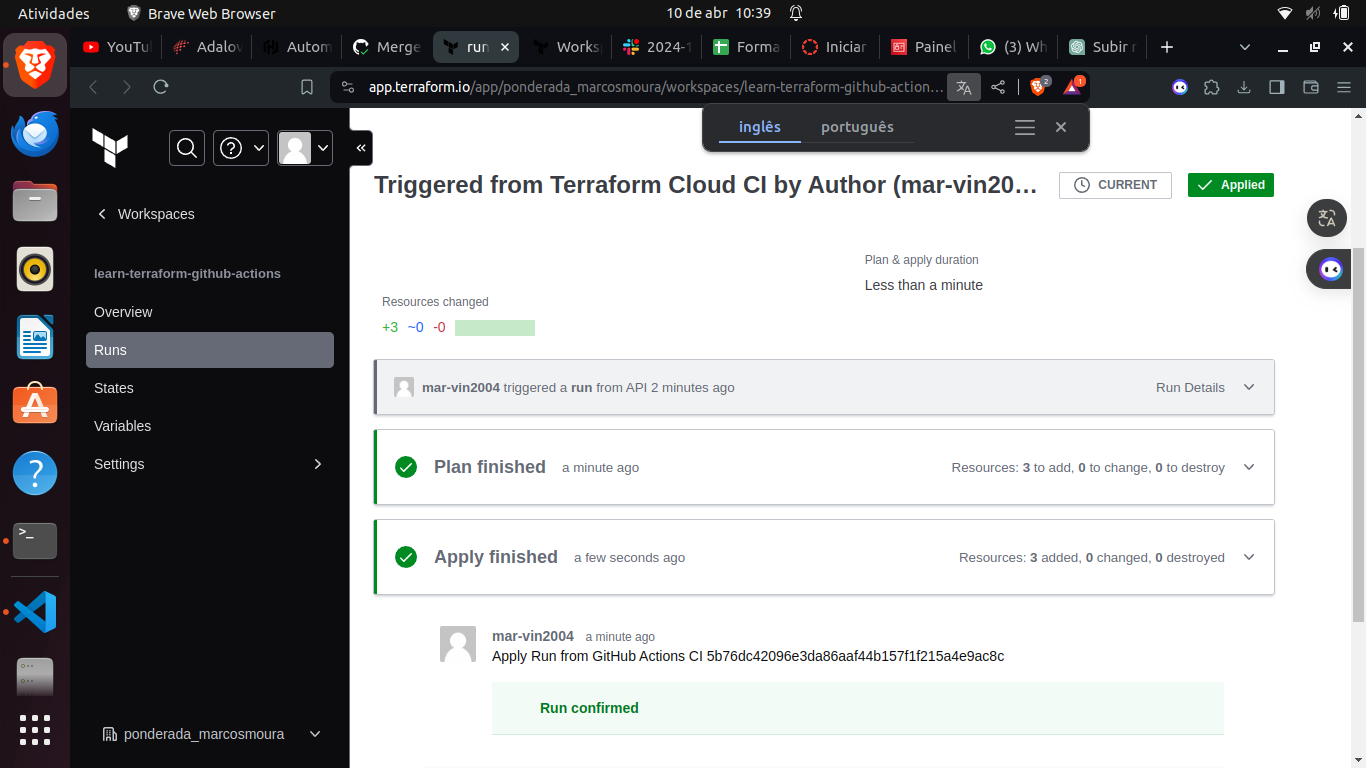 Atividades
Brave Web Browser
10 de abr 10:39
YouTu
Adalov
Autom
Merge
run
Works
2024-1
Forma
Iniciar
Painel
(3) Wh
Subir r
app.terraform.io/app/ponderada_marcosmoura/workspaces/learn-terraform-github-action…
2
1
inglês
português
Workspaces
learn-terraform-github-actions
Overview
Runs
States
Variables
Settings
ponderada_marcosmoura
Triggered from Terraform Cloud CI by Author (mar-vin20…
CURRENT
Applied
Plan & apply duration
Less than a minute
Resources changed
+3 ~0 -0
mar-vin2004 triggered a run from API 2 minutes ago
Run Details
Plan finished a minute ago
Resources: 3 to add, 0 to change, 0 to destroy
Apply finished a few seconds ago
Resources: 3 added, 0 changed, 0 destroyed
mar-vin2004 a minute ago
Apply Run from GitHub Actions CI 5b76dc42096e3da86aaf44b157f1f215a4e9ac8c
Run confirmed